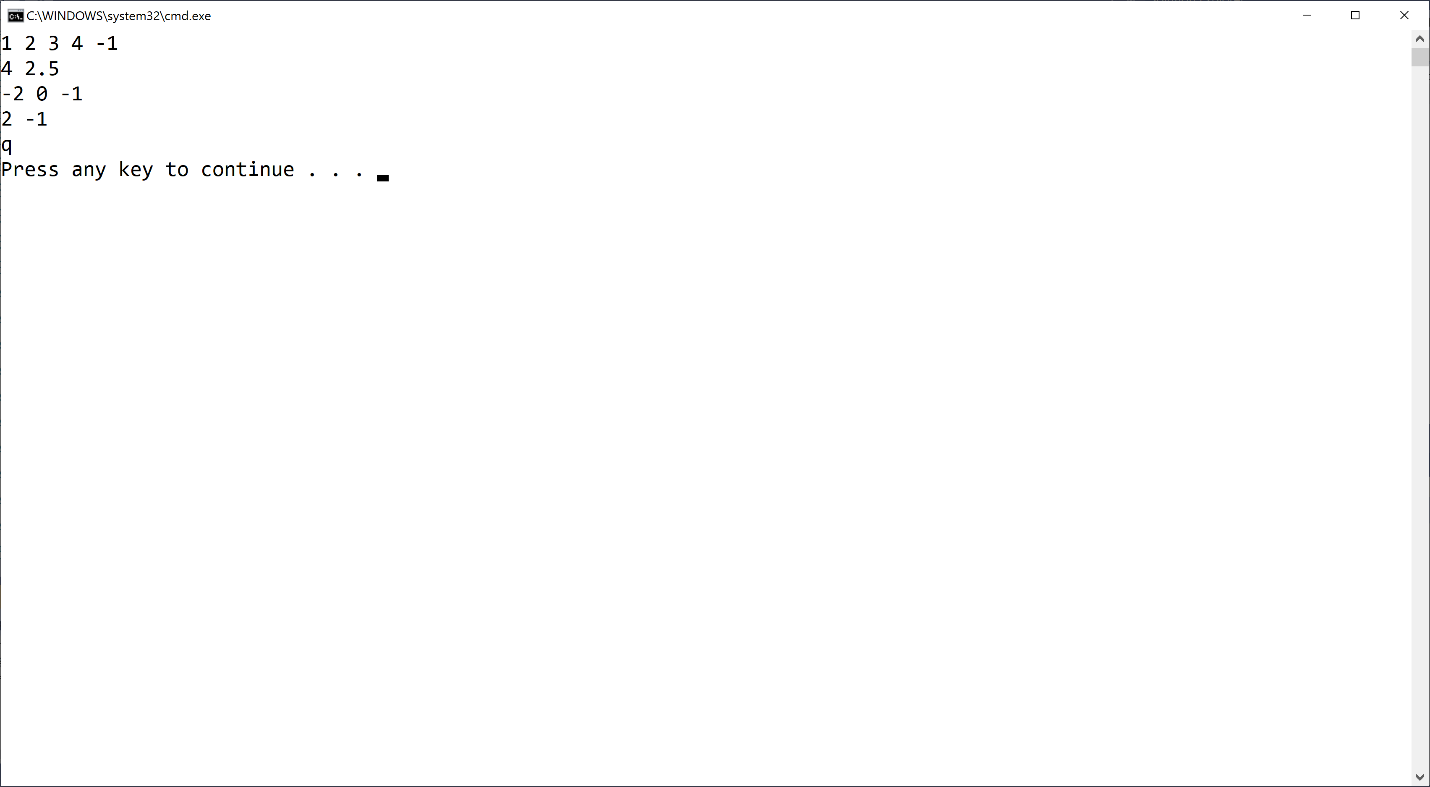 C:\WINDOWS\system32\cmd.exe
1 2 3 4 -1
4 2.5
-2 0 -1
2 -1
q
Press any key to continue . . .